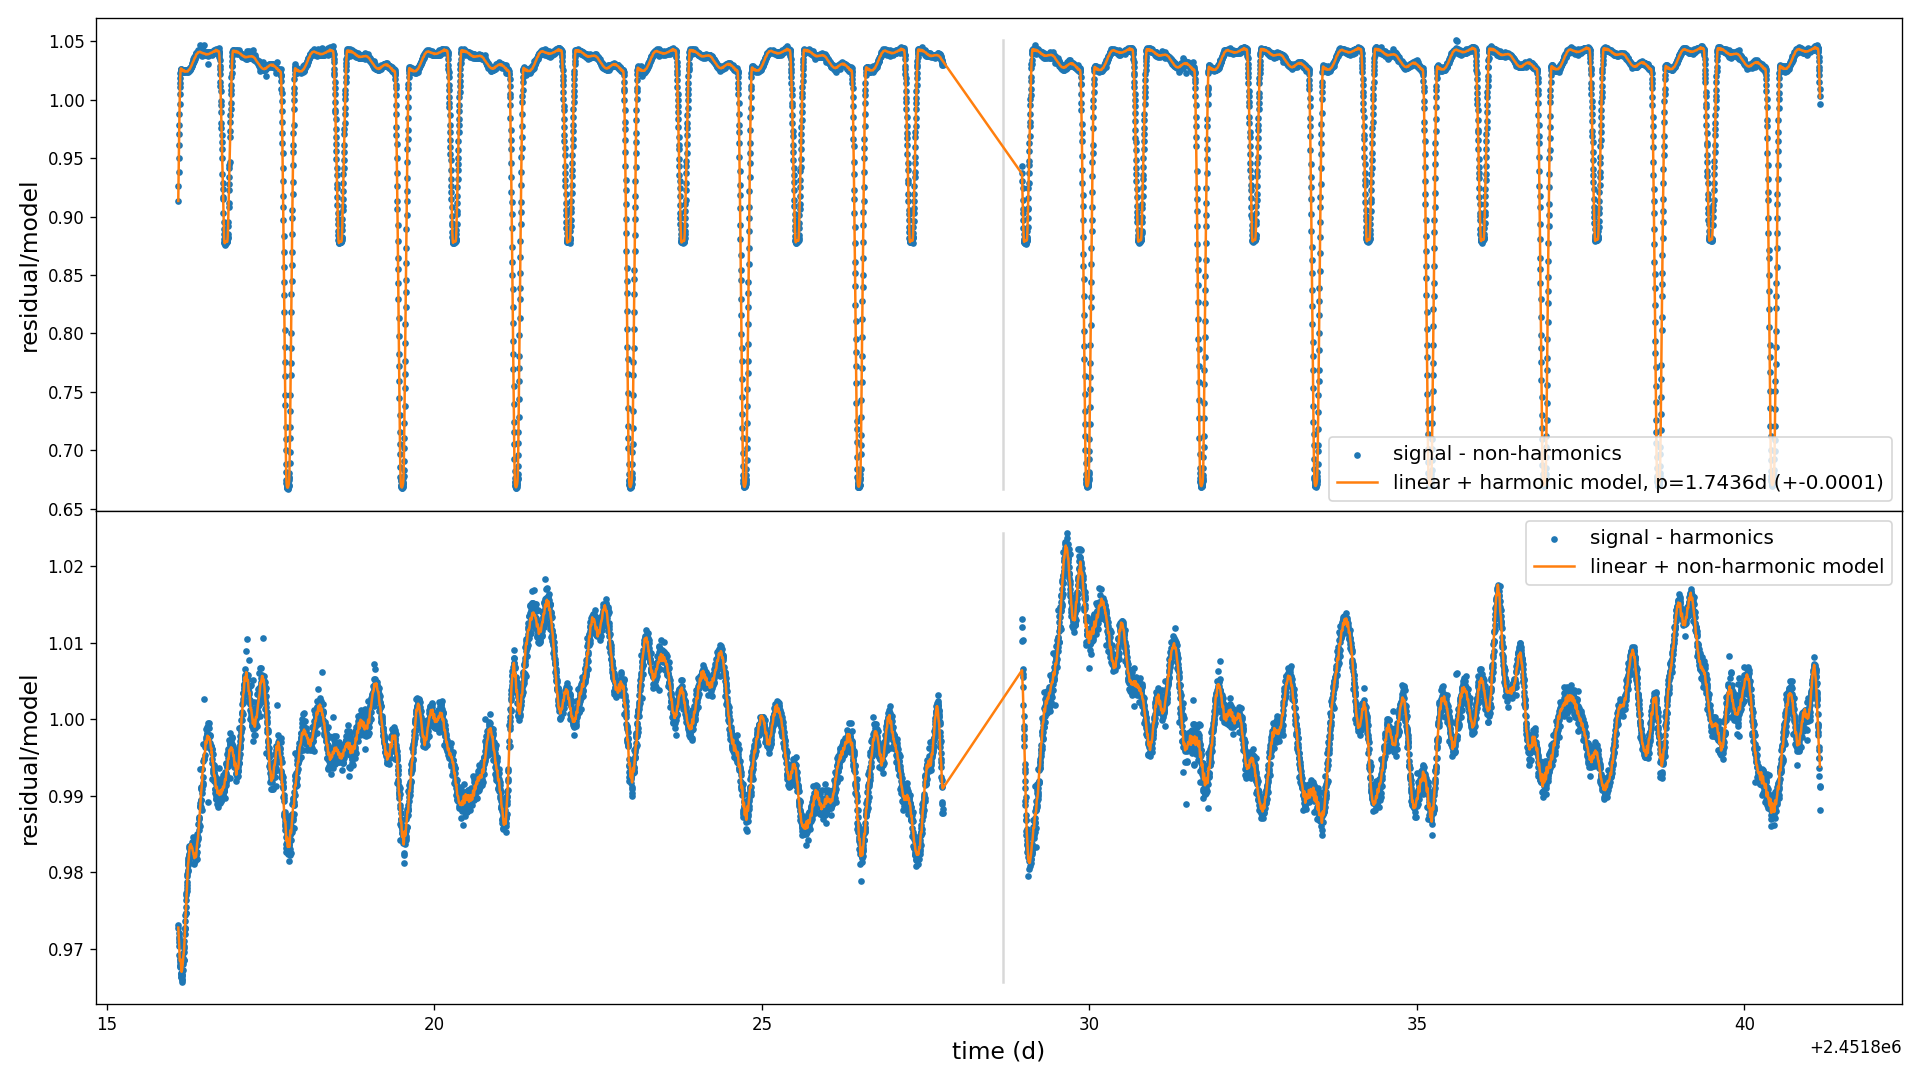 1.05
1.00
0.95
0.90
0.85
0.80
0.75
0.70
0.65
residual/model
signal - non-harmonics
linear + harmonic model, p=1.7436d (+-0.0001)
1.02
1.01
1.00
0.99
0.98
0.97
residual/model
signal - harmonics
linear + non-harmonic model
15 20 25 30 35 40
time (d)
+2.4518e6